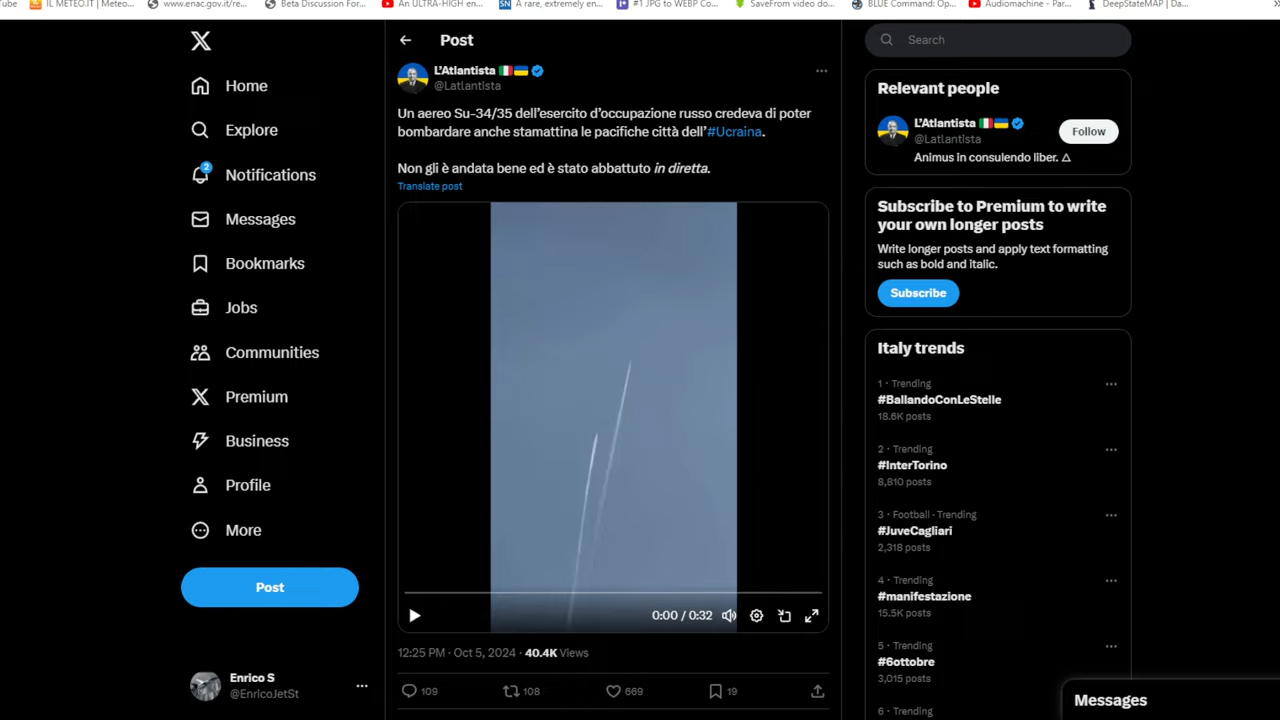 Tube
IL METEO.IT | Meteo...
www.enac.gov.it/re...
Beta Discussion For...
An ULTRA-HIGH en...
SN
A rare, extremely en...
#1 JPG to WEBP Co...
SaveFrom video do...
BLUE Command: Op...
Audiomachine - Par...
DeepStateMAP | Da...
Home
Explore
2
Notifications
Messages
Bookmarks
Jobs
Communities
Premium
Business
Profile
More
Post
Enrico S
@EnricoJetSt
Post
L'Atlantista
@Latlantista
Un aereo Su-34/35 dell'esercito d'occupazione russo credeva di poter
bombardare anche stamattina le pacifiche città dell'#Ucraina.
Non gli è andata bene ed è stato abbattuto in diretta.
Translate post
0:00 / 0:32
12:25 PM · Oct 5, 2024 · 40.4K Views
109
108
669
19
Search
Relevant people
L'Atlantista
@Latlantista
Follow
Animus in consulendo liber. △
Subscribe to Premium to write
your own longer posts
Write longer posts and apply text formatting
such as bold and italic.
Subscribe
Italy trends
1 · Trending
#BallandoConLeStelle
18.6K posts
2 · Trending
#InterTorino
8,810 posts
3 · Football · Trending
#JuveCagliari
2,318 posts
4 · Trending
#manifestazione
15.5K posts
5 · Trending
#6ottobre
3,015 posts
6 · Trending
Messages